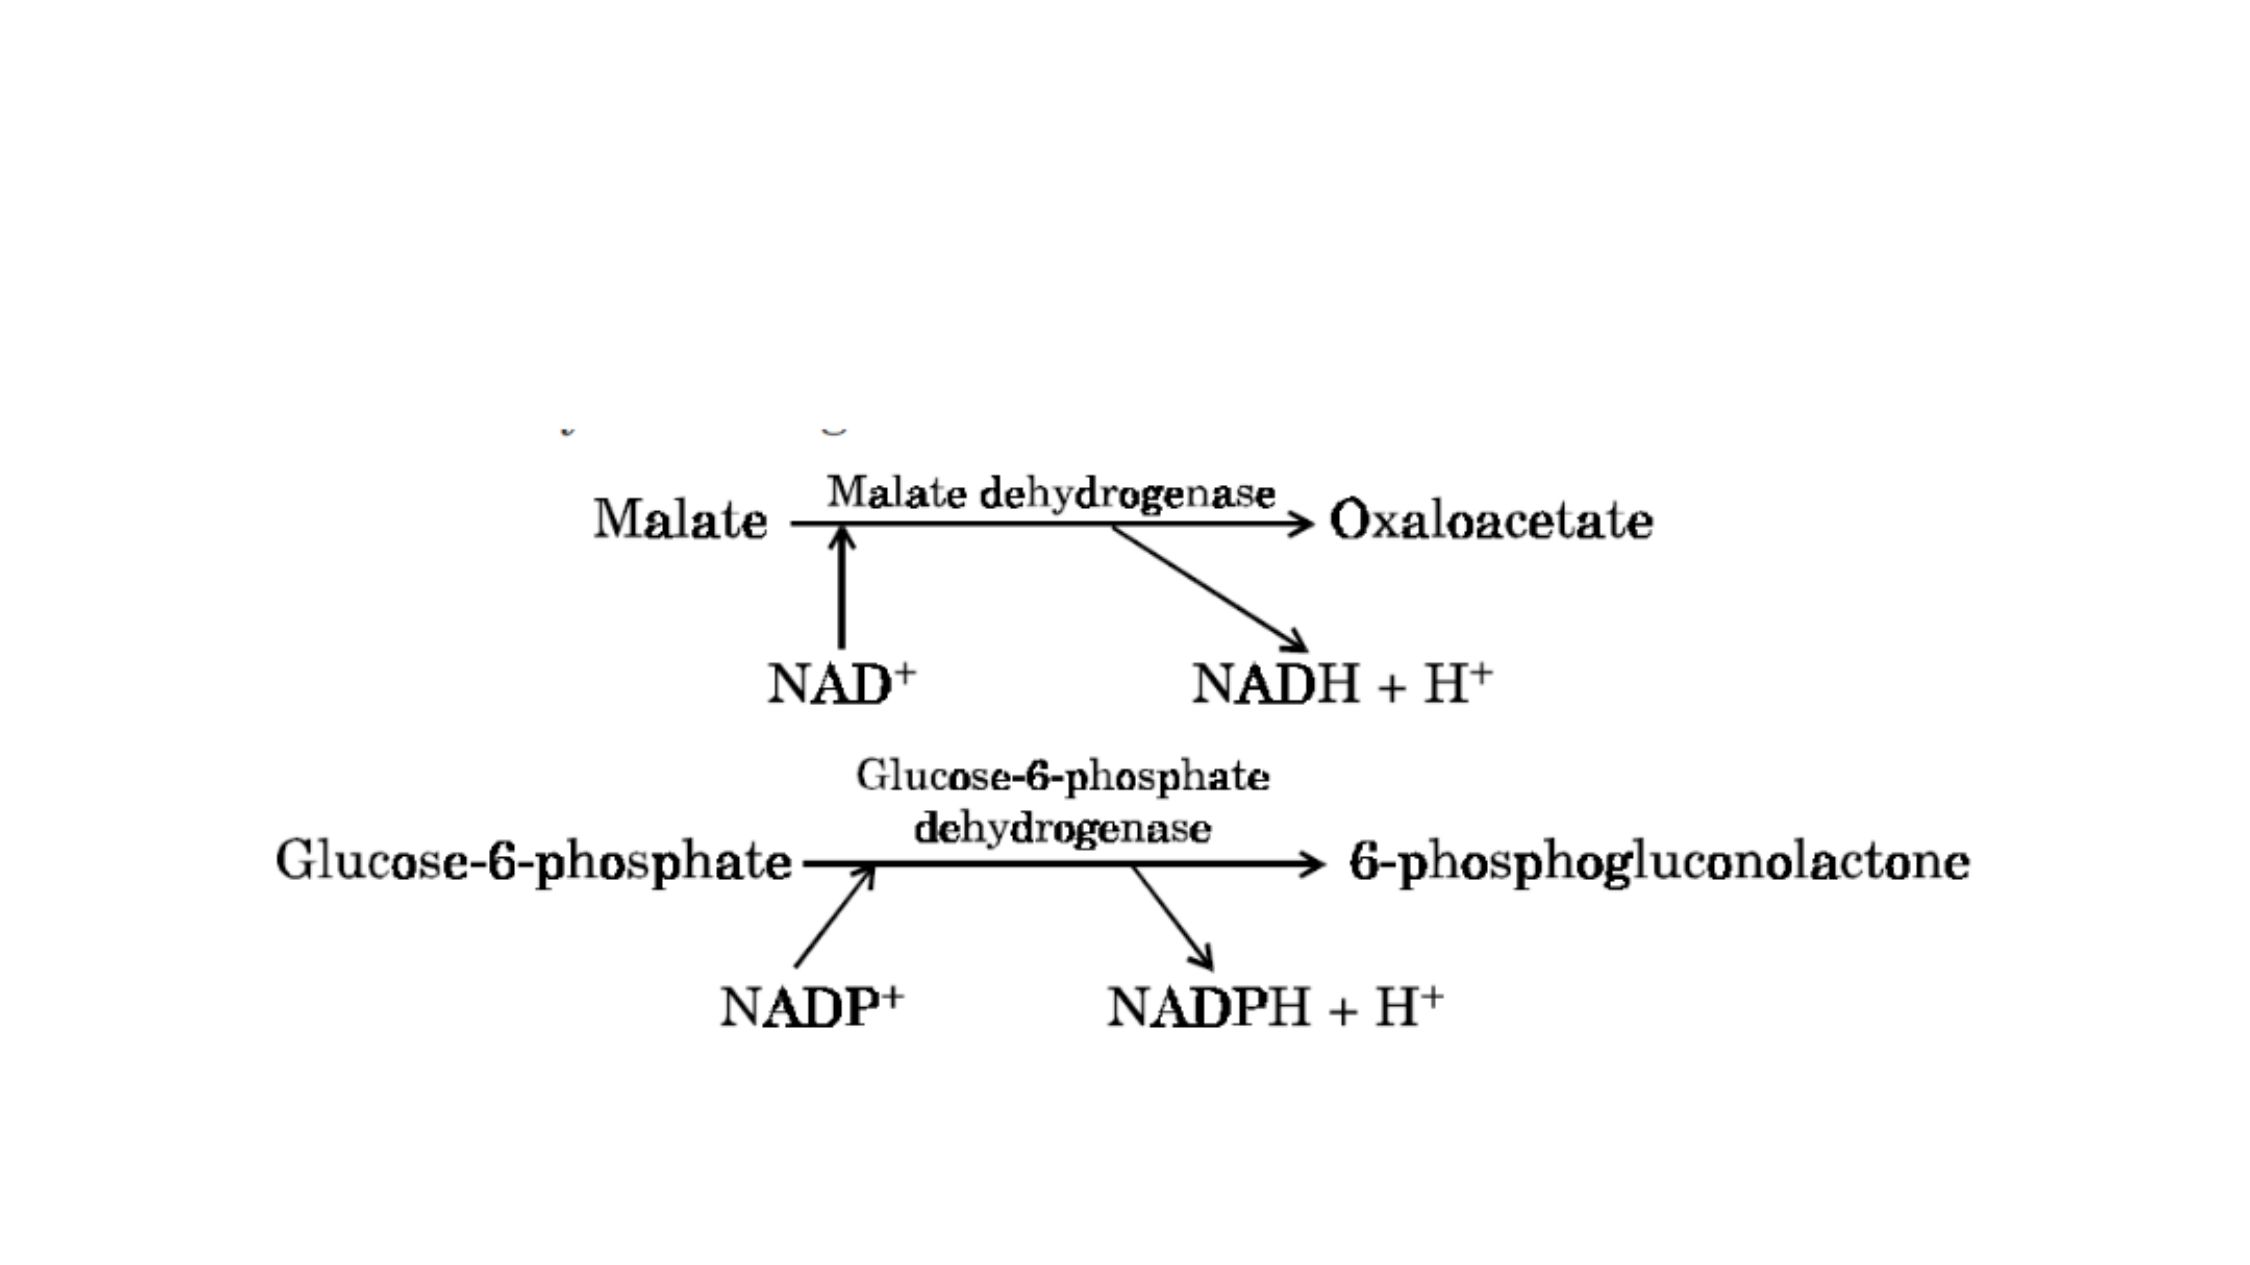 Malate dehydrogenase
Malate Oxaloacetate
NAD⁺ NADH + H⁺
Glucose-6-phosphate
dehydrogenase
Glucose-6-phosphate 6-phosphogluconolactone
NADP⁺ NADPH + H⁺